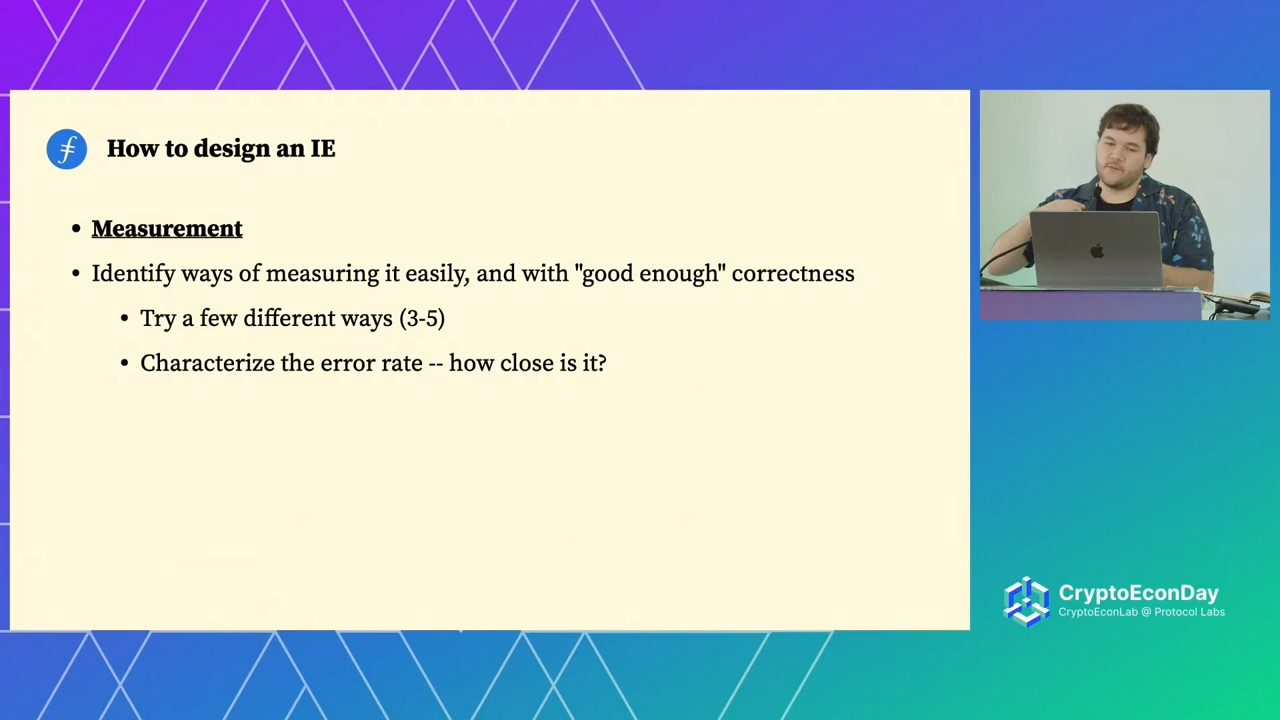 How to design an IE
• Measurement
• Identify ways of measuring it easily, and with "good enough" correctness
• Try a few different ways (3-5)
• Characterize the error rate -- how close is it?
CryptoEconDay
CryptoEconLab @ Protocol Labs